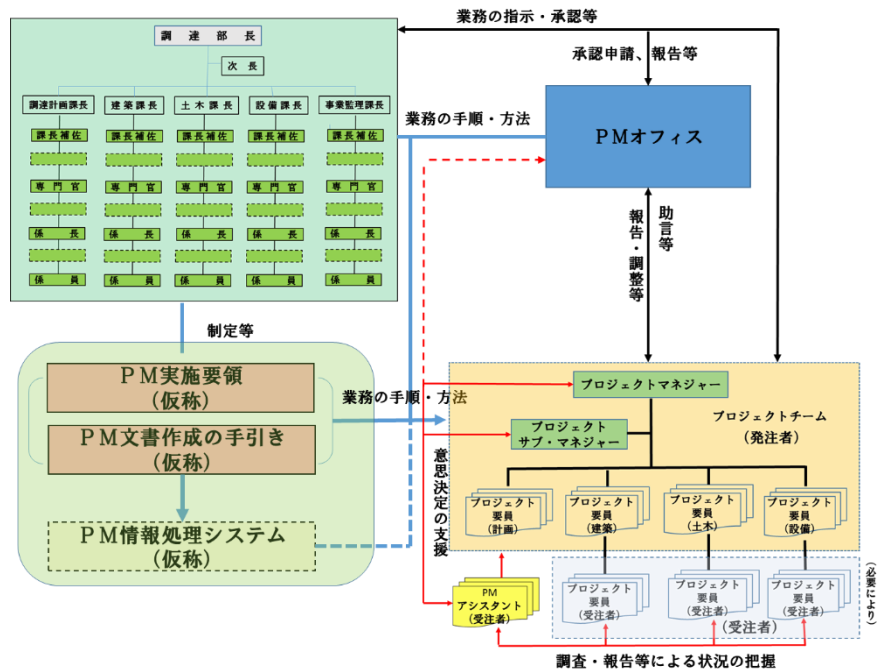 業務の指示・承認等
調 達 部 長
次 長
承認申請、報告等
調達計画課長
建築課長
土木課長
設備課長
事業監理課長
課長補佐
課長補佐
課長補佐
課長補佐
課長補佐
専門官
専門官
専門官
専門官
専門官
係 長
係 長
係 長
係 長
係 長
係 員
係 員
係 員
係 員
係 員
業務の手順・方法
PMオフィス
助言等
報告・調整等
制定等
PM実施要領
(仮称)
PM文書作成の手引き
(仮称)
PM情報処理システム
(仮称)
業務の手順・方法
プロジェクトマネジャー
プロジェクト
サブ・マネジャー
プロジェクトチーム
(発注者)
意思決定の支援
プロジェクト
要員
(計画)
プロジェクト
要員
(建築)
プロジェクト
要員
(土木)
プロジェクト
要員
(設備)
PM
アシスタント
(受注者)
プロジェクト
要員
(受注者)
プロジェクト
要員
(受注者)
プロジェクト
要員
(受注者)
(受注者)
(必要により)
調査・報告等による状況の把握